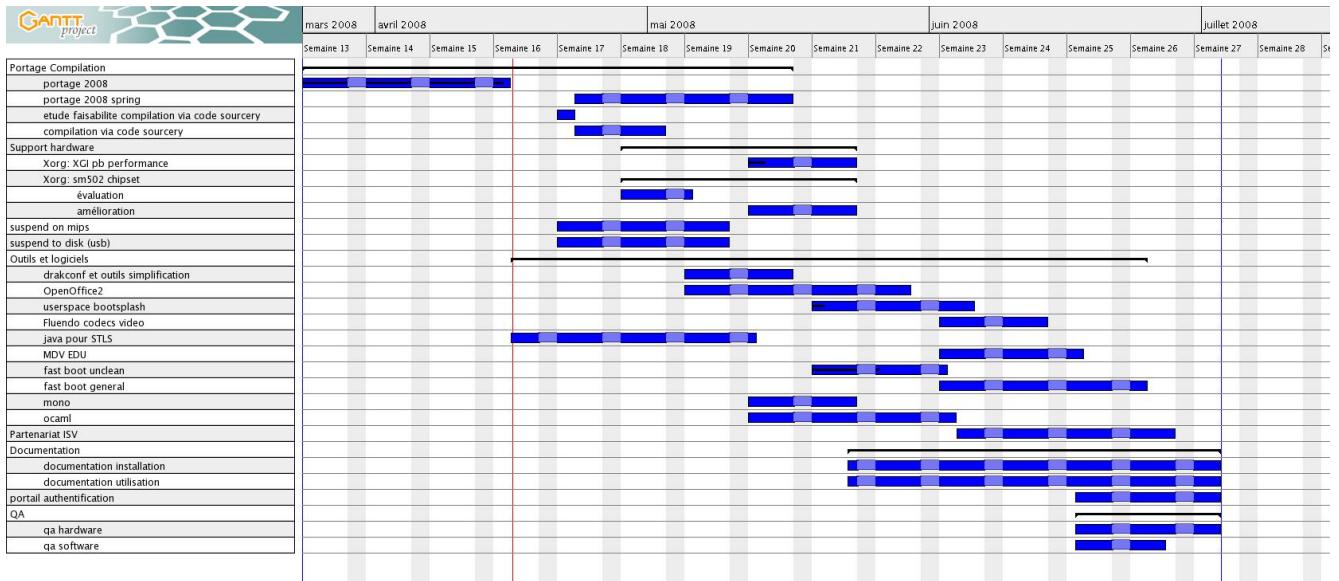 GANTT
project
mars 2008 avril 2008 mai 2008 juin 2008 juillet 2008
Semaine 13 Semaine 14 Semaine 15 Semaine 16 Semaine 17 Semaine 18 Semaine 19 Semaine 20 Semaine 21 Semaine 22 Semaine 23 Semaine 24 Semaine 25 Semaine 26 Semaine 27 Semaine 28
Portage Compilation
portage 2008
portage 2008 spring
etude faisabilite compilation via code sourcery
compilation via code sourcery
Support hardware
Xorg: XGI pb performance
Xorg: sm502 chipset
évaluation
amélioration
suspend on mips
suspend to disk (usb)
Outils et logiciels
drakconf et outils simplification
OpenOffice2
userspace bootsplash
Fluendo codecs video
java pour STLS
MDV EDU
fast boot unclean
fast boot general
mono
ocaml
Partenariat ISV
Documentation
documentation installation
documentation utilisation
portail authentification
QA
qa hardware
qa software